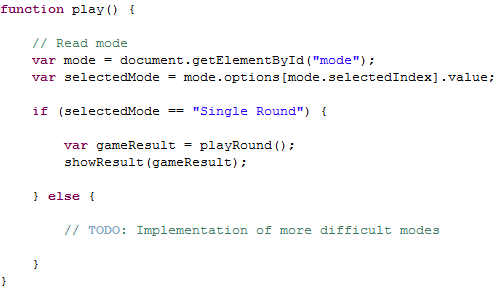 function play() {
// Read mode
var mode = document.getElementById("mode");
var selectedMode = mode.options[mode.selectedIndex].value;
if (selectedMode == "Single Round") {
var gameResult = playRound();
showResult(gameResult);
} else {
// TODO: Implementation of more difficult modes
}
}